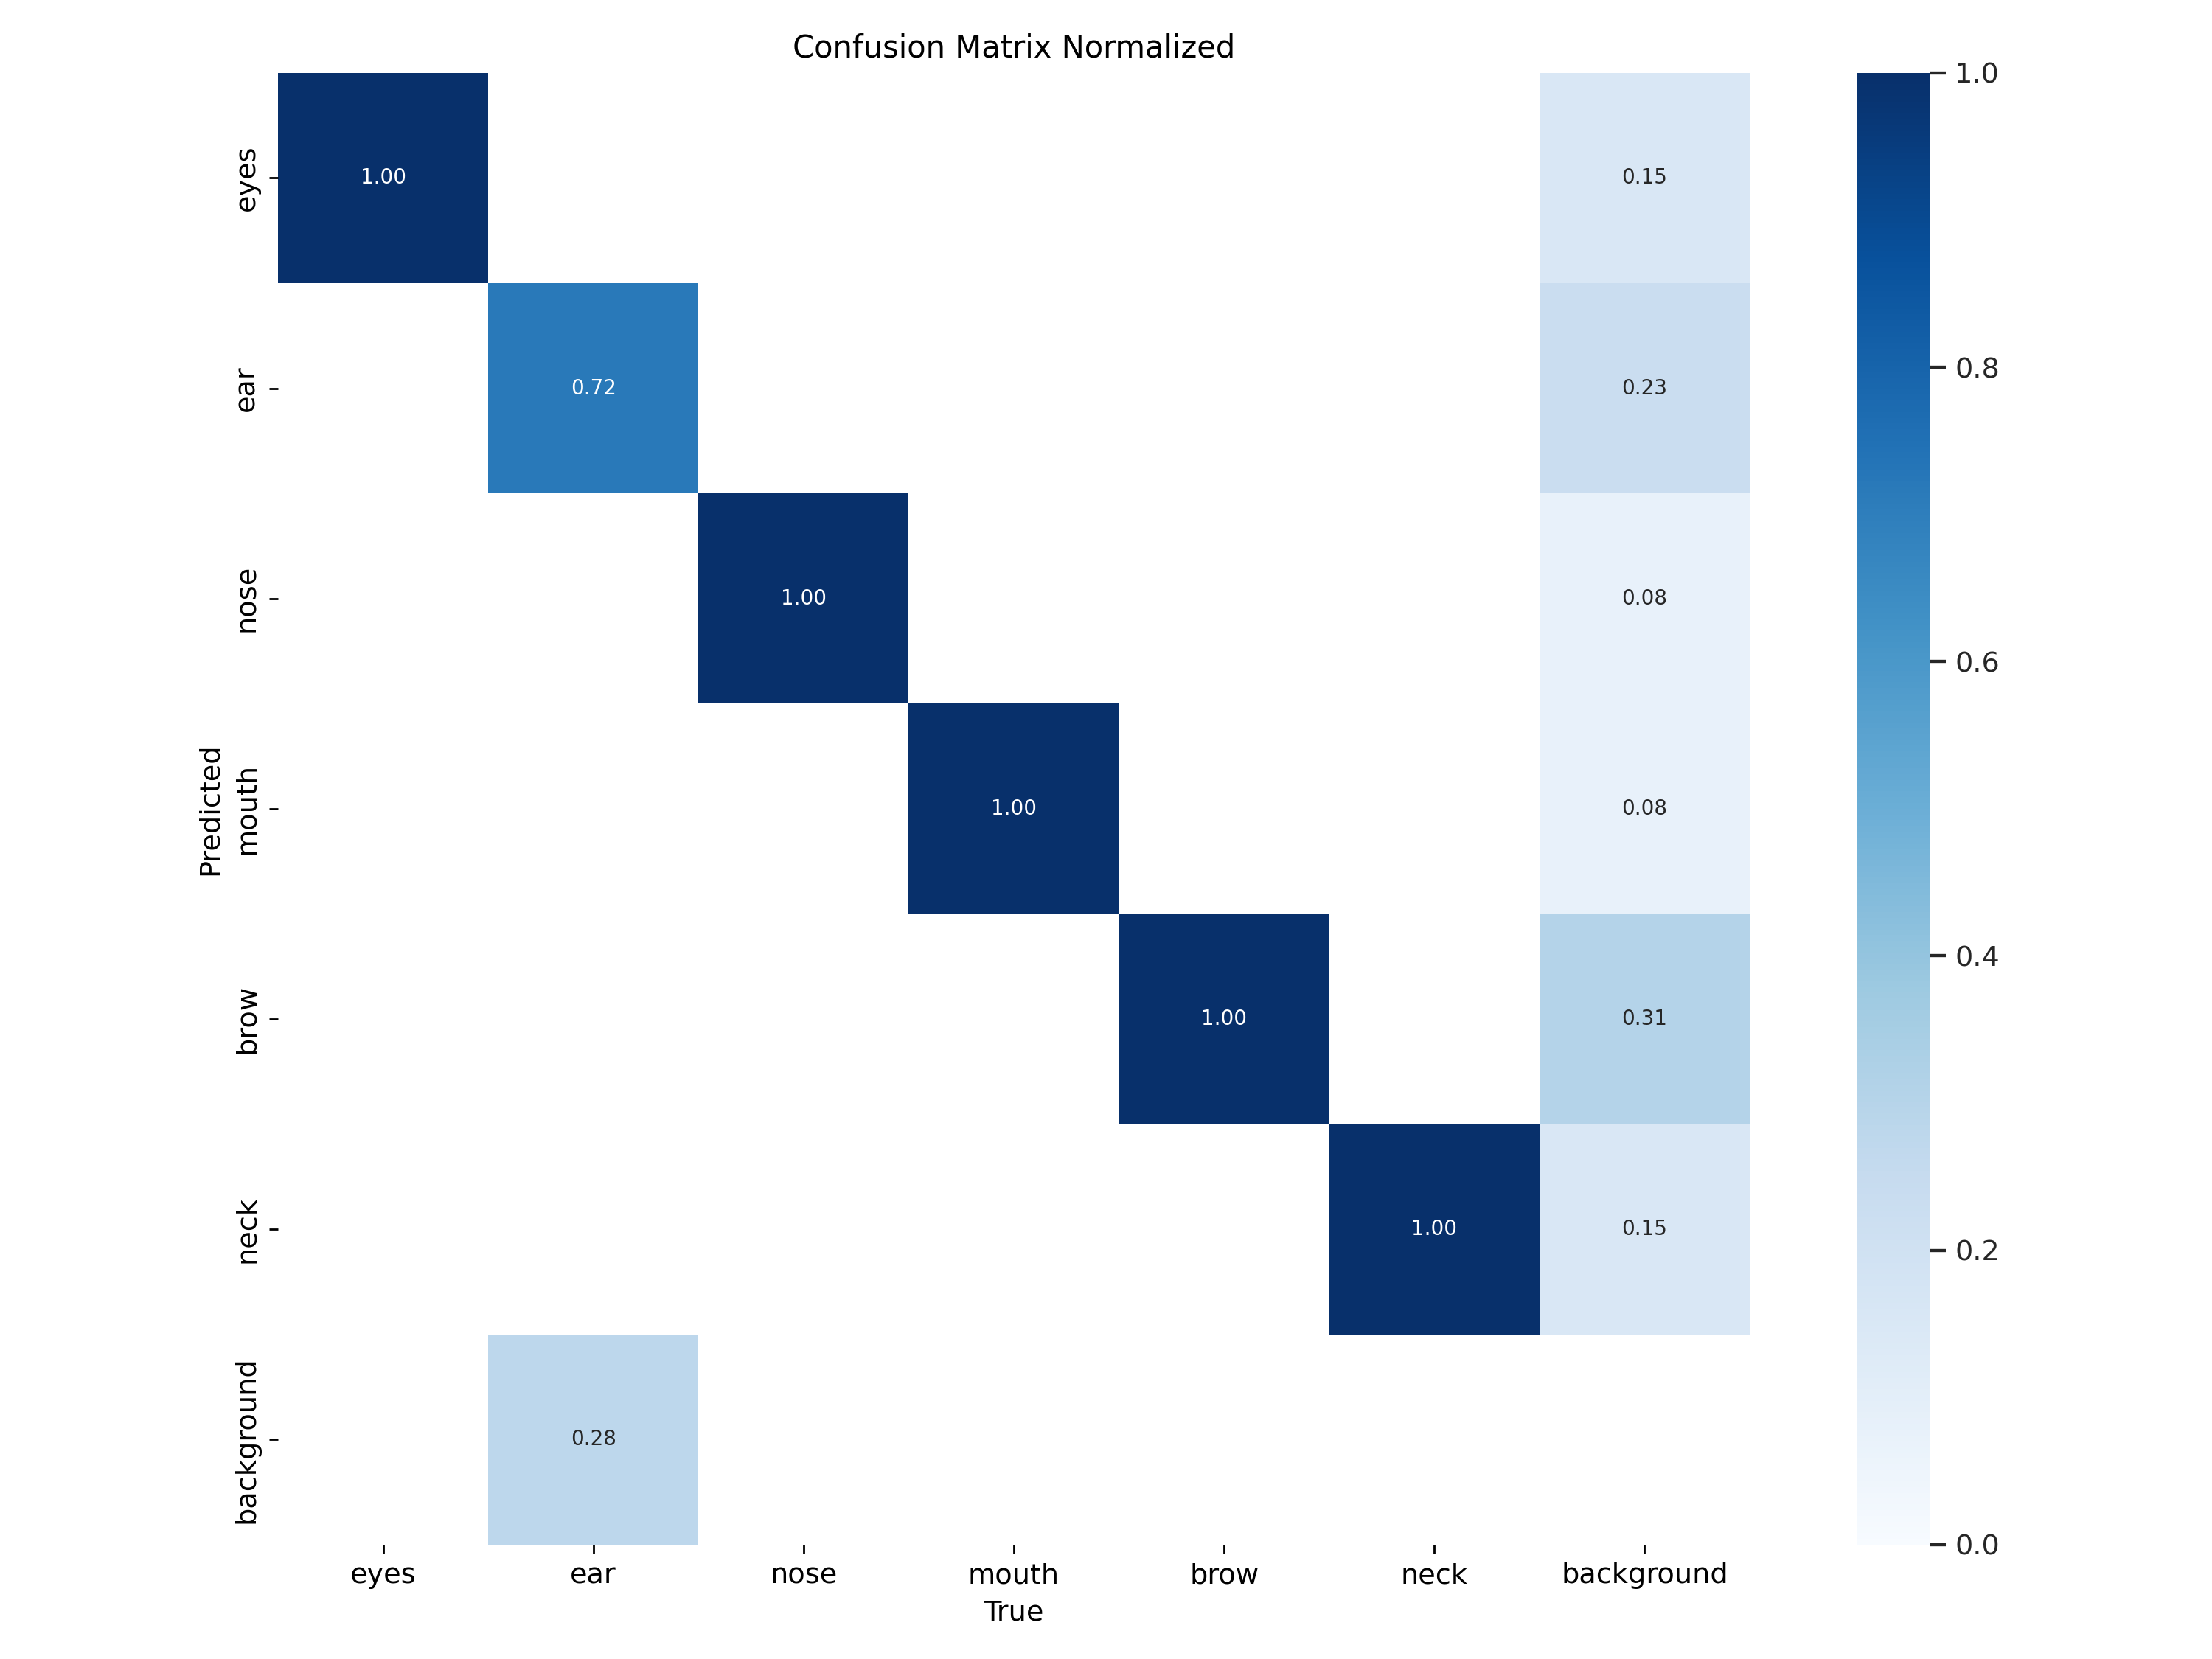 Confusion Matrix Normalized
eyes
1.00
0.15
ear
0.72
0.23
nose
1.00
0.08
mouth
1.00
0.08
brow
1.00
0.31
neck
1.00
0.15
background
0.28
Predicted
eyes ear nose mouth brow neck background
True
1.0
0.8
0.6
0.4
0.2
0.0